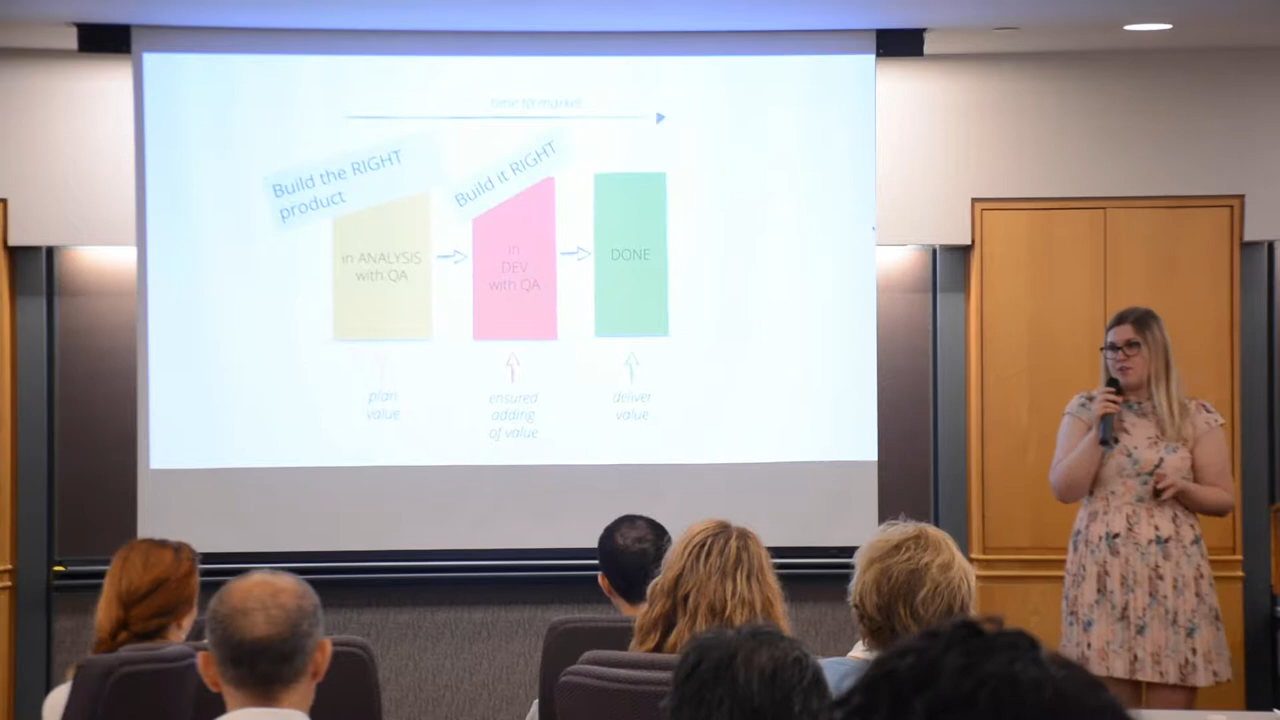 time to market
Build the RIGHT
product
Build it RIGHT
in ANALYSIS
with QA
in
DEV
with QA
DONE
plan
value
ensured
adding
of value
deliver
value